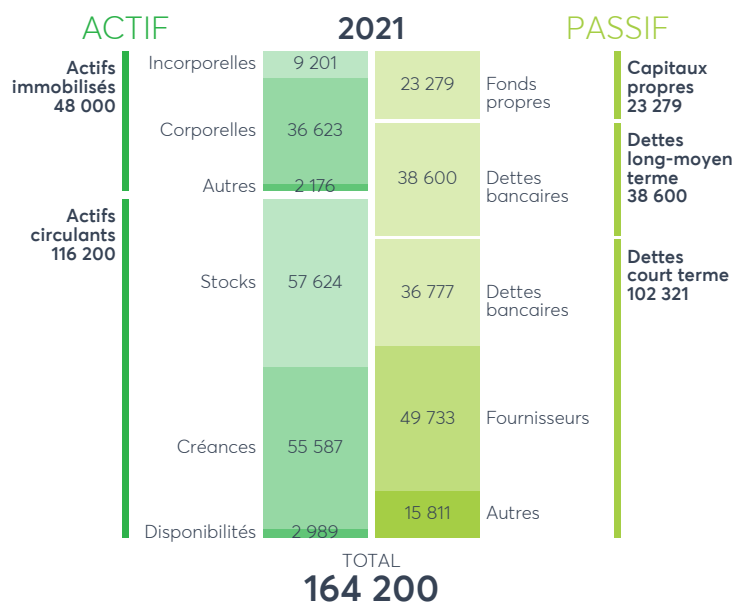 ACTIF
2021
PASSIF
Actifs
immobilisés
48 000
Incorporelles
9 201
Corporelles
36 623
Autres
2 176
Actifs
circulants
116 200
Stocks
57 624
Créances
55 587
Disponibilités
2 989
23 279
Fonds
propres
Capitaux
propres
23 279
38 600
Dettes
bancaires
Dettes
long-moyen
terme
38 600
36 777
Dettes
bancaires
Dettes
court terme
102 321
49 733
Fournisseurs
15 811
Autres
TOTAL
164 200